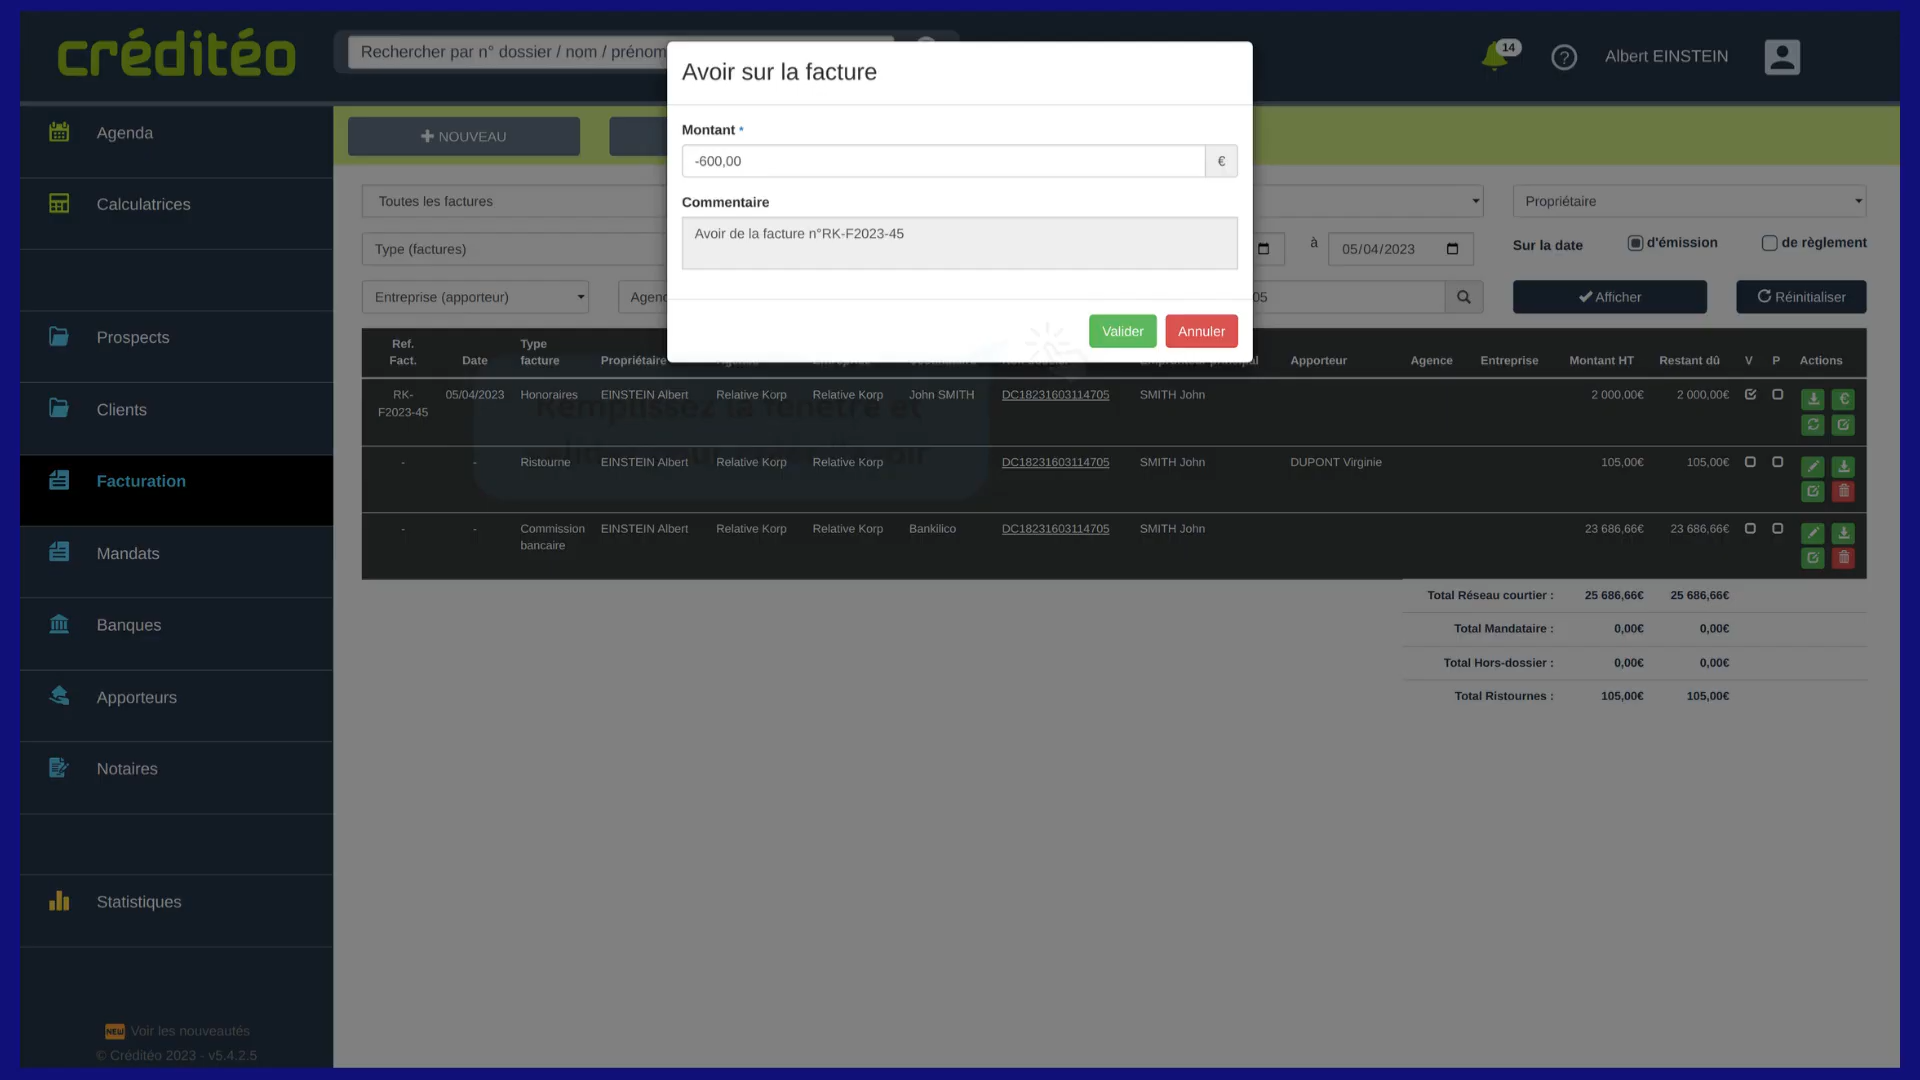 créditéo
Rechercher par n° dossier / nom / prénom
14
?
Albert EINSTEIN
Avoir sur la facture
Montant *
-600,00 €
Commentaire
Avoir de la facture n°RK-F2023-45
Valider Annuler
Agenda
Calculatrices
Prospects
Clients
Facturation
Mandats
Banques
Apporteurs
Notaires
Statistiques
NEW Voir les nouveautés
© Créditéo 2023 - v5.4.2.5
NOUVEAU
Toutes les factures
Propriétaire
Type (factures)
à 05/04/2023
Sur la date d'émission de règlement
Entreprise (apporteur)
Afficher Réinitialiser
Ref. Fact. Date Type facture Propriétaire Apporteur Agence Entreprise Montant HT Restant dû V P Actions
RK-F2023-45 05/04/2023 Honoraires EINSTEIN Albert Relative Korp Relative Korp John SMITH DC18231603114705 SMITH John 2 000,00€ 2 000,00€
Remplissez la fenêtre et
- - Ristourne EINSTEIN Albert Relative Korp Relative Korp DC18231603114705 SMITH John DUPONT Virginie 105,00€ 105,00€
- - Commission bancaire EINSTEIN Albert Relative Korp Relative Korp Bankilico DC18231603114705 SMITH John 23 686,66€ 23 686,66€
Total Réseau courtier : 25 686,66€ 25 686,66€
Total Mandataire : 0,00€ 0,00€
Total Hors-dossier : 0,00€ 0,00€
Total Ristournes : 105,00€ 105,00€